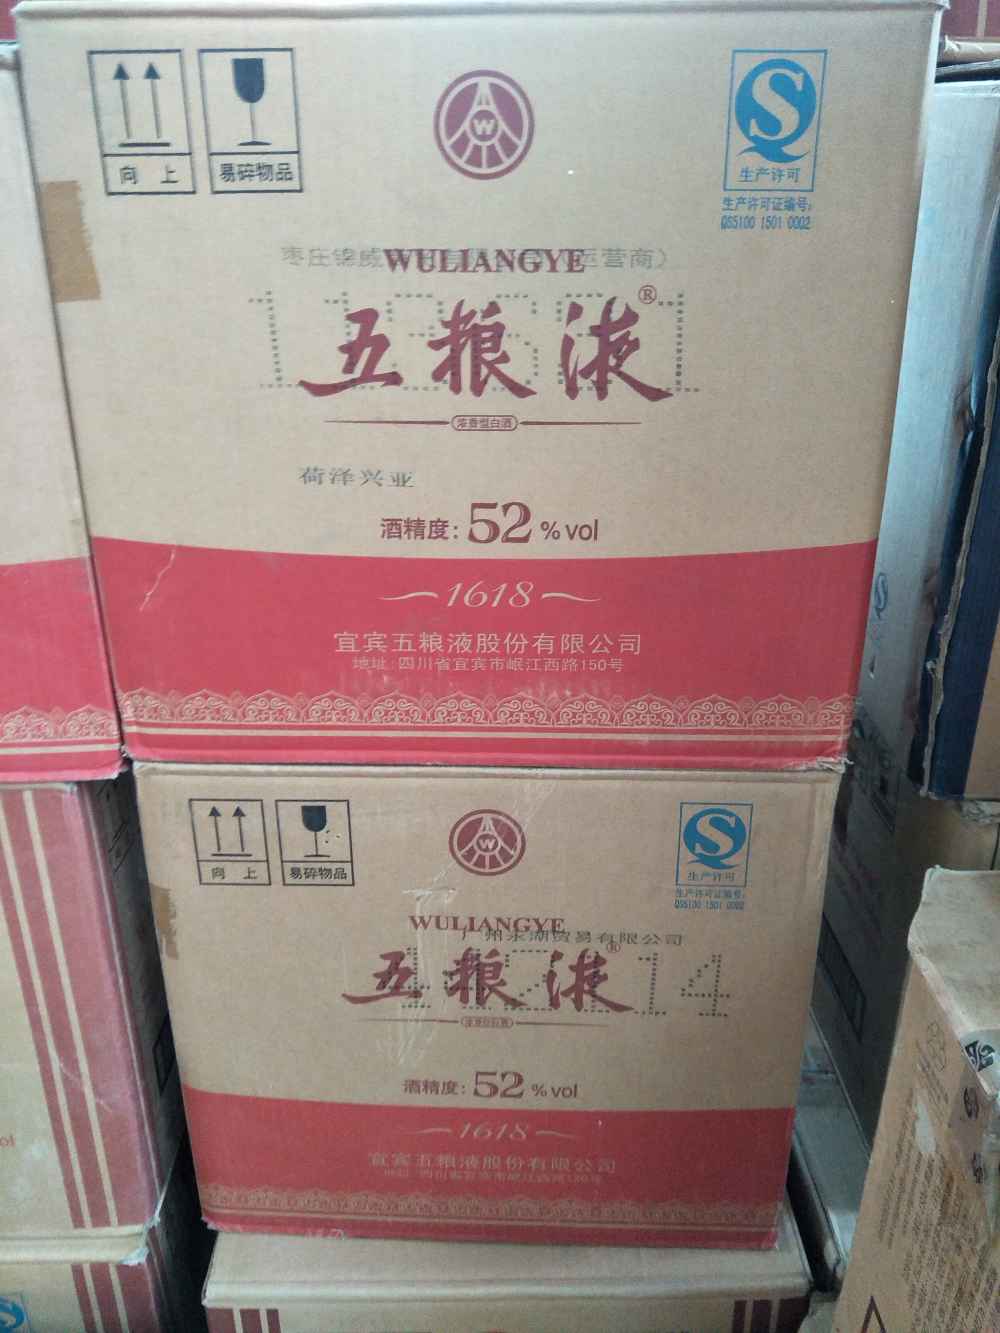 向 上
易碎物品
W
S
生产许可
生产许可证编号:
QS5100 1501 0002
WULIANGYE
运营商)
五粮液®
浓香型白酒
荷泽兴亚
酒精度: 52 % vol
1618
宜宾五粮液股份有限公司
地址:四川省宜宾市岷江西路150号
向 上
易碎物品
W
S
生产许可
生产许可证编号:
QS5100 1501 0002
WULIANGYE
贸易有限公司
五粮液®
14
酒精度: 52 % vol
1618
宜宾五粮液股份有限公司
ol